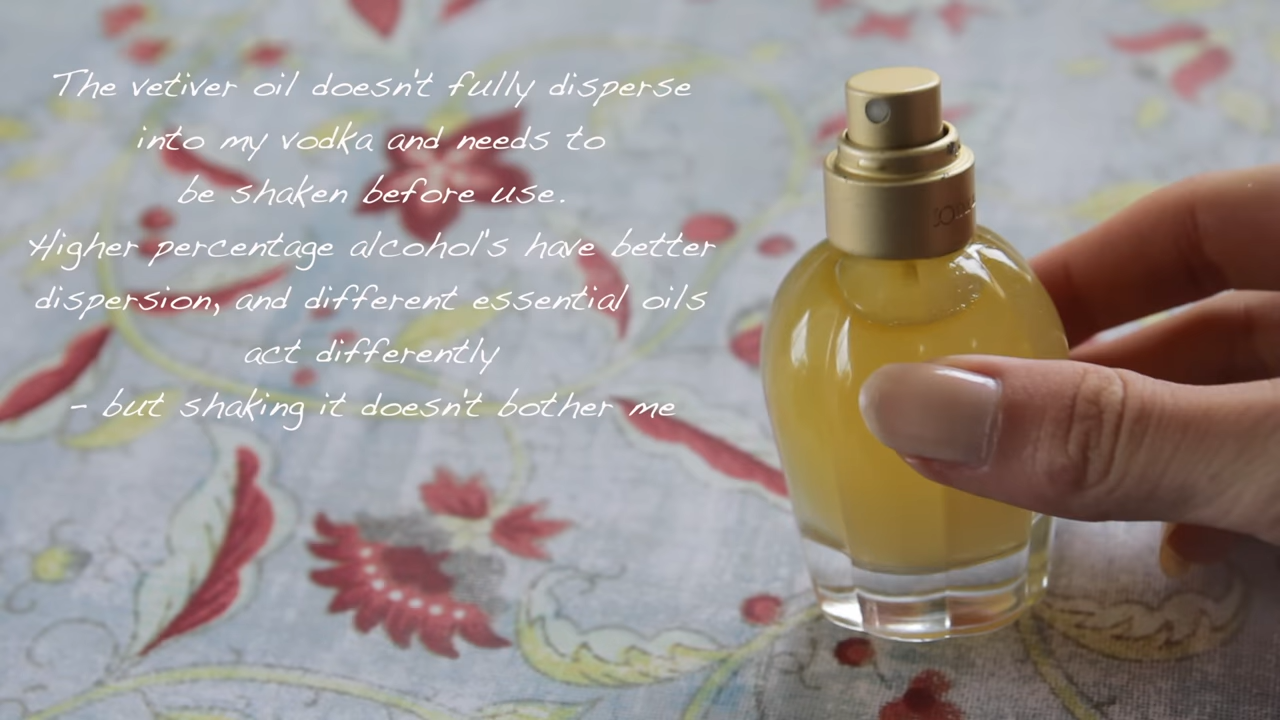 The vetiver oil doesn't fully disperse
into my vodka and needs to
be shaken before use.
Higher percentage alcohol's have better
dispersion, and different essential oils
act differently
- but shaking it doesn't bother me